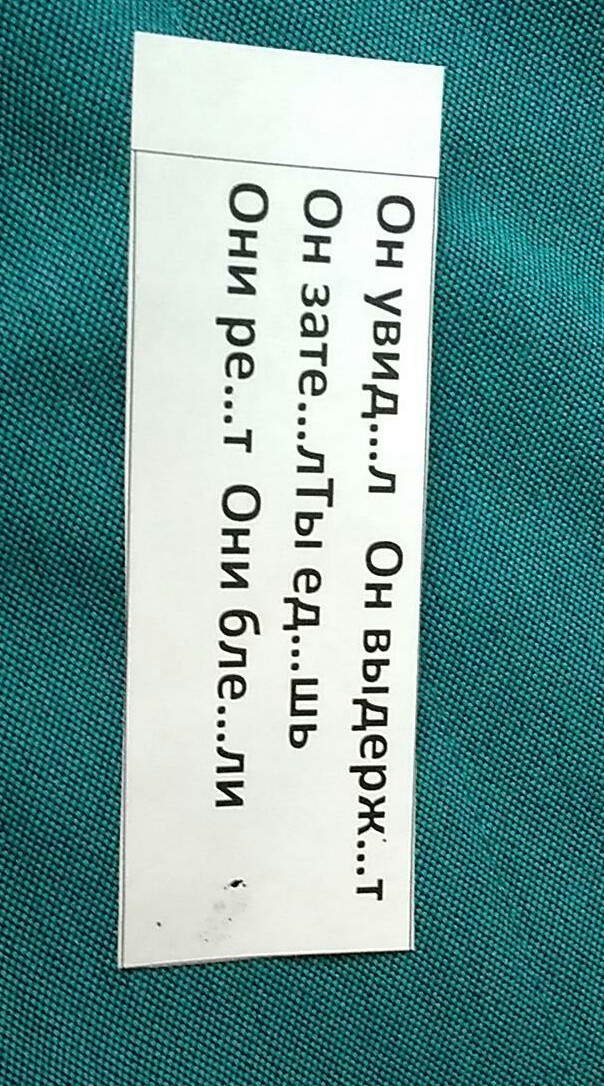 Он увид...л Он выдерж...т
Он зате...лТы ед...шь
Они ре...т Они бле...ли